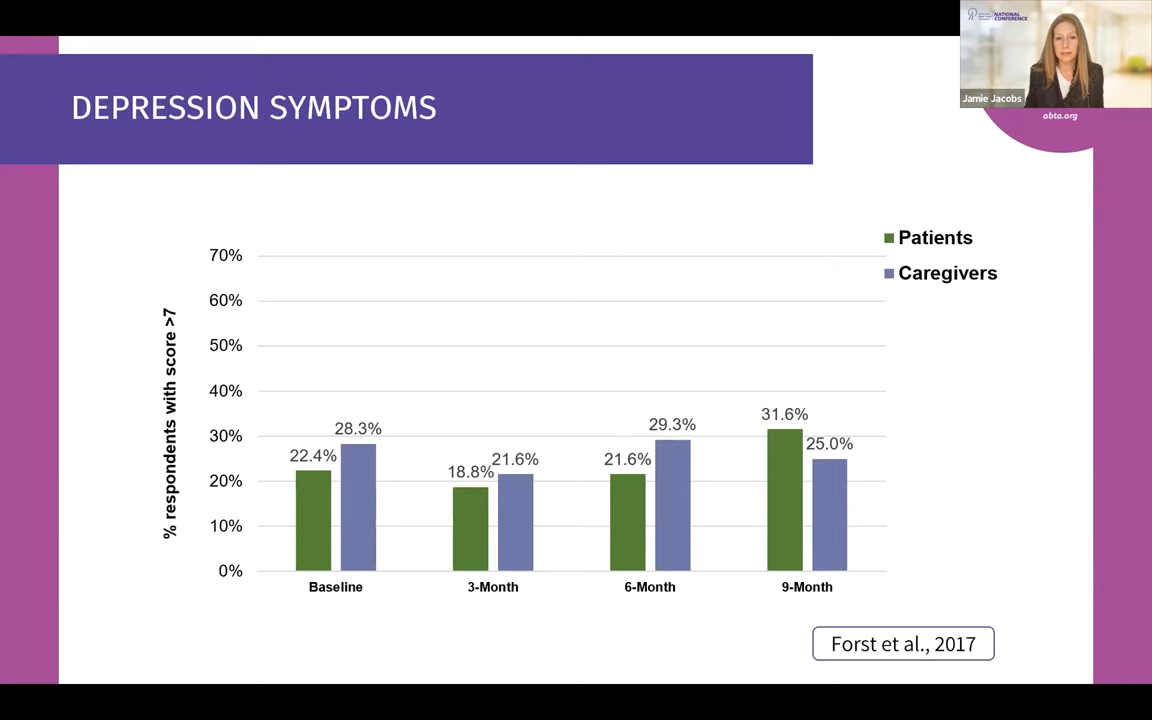 NATIONAL
CONFERENCE
Jamie Jacobs
abta.org
DEPRESSION SYMPTOMS
Patients
Caregivers
% respondents with score >7
70%
60%
50%
40%
30%
20%
10%
0%
22.4%
28.3%
18.8%
21.6%
21.6%
29.3%
31.6%
25.0%
Baseline
3-Month
6-Month
9-Month
Forst et al., 2017